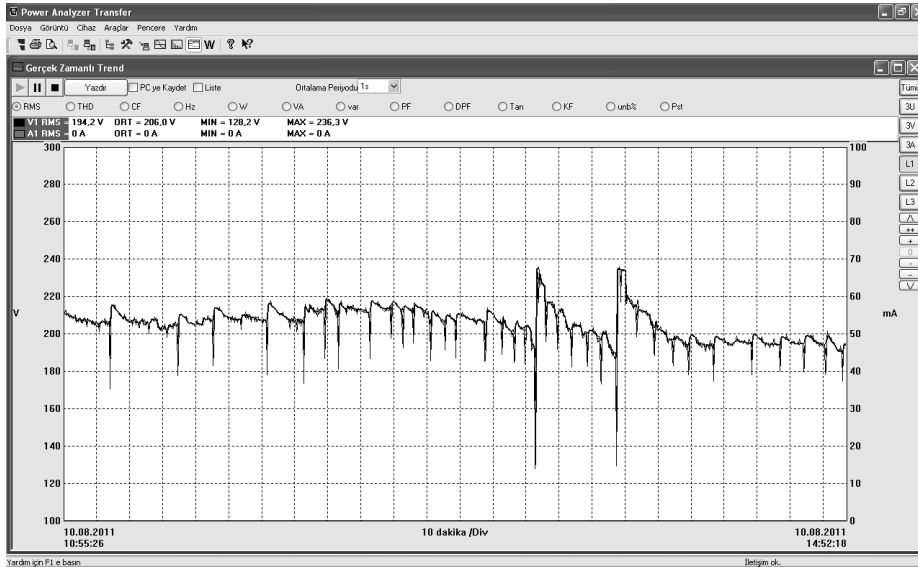 Power Analyzer Transfer
Dosya Görüntü Cihaz Araçlar Pencere Yardım
W ? ?
Gerçek Zamanlı Trend
Yazdır PC ye Kaydet Liste Ortalama Periyodu 1s Tümü
RMS THD CF Hz W VA var PF DPF Tan KF unb% Pst
V1 RMS = 194,2 V ORT = 206,0 V MIN = 128,2 V MAX = 236,3 V
A1 RMS = 0 A ORT = 0 A MIN = 0 A MAX = 0 A
3U
3V
3A
L1
L2
L3
/\
++
+
0
-
--
\/
300
280
260
240
220
200
180
160
140
120
100
V
100
90
80
70
60
50
40
30
20
10
0
mA
10.08.2011 10 dakika /Div 10.08.2011
10:55:26 14:52:18
Yardım için F1 e basın İletişim ok.